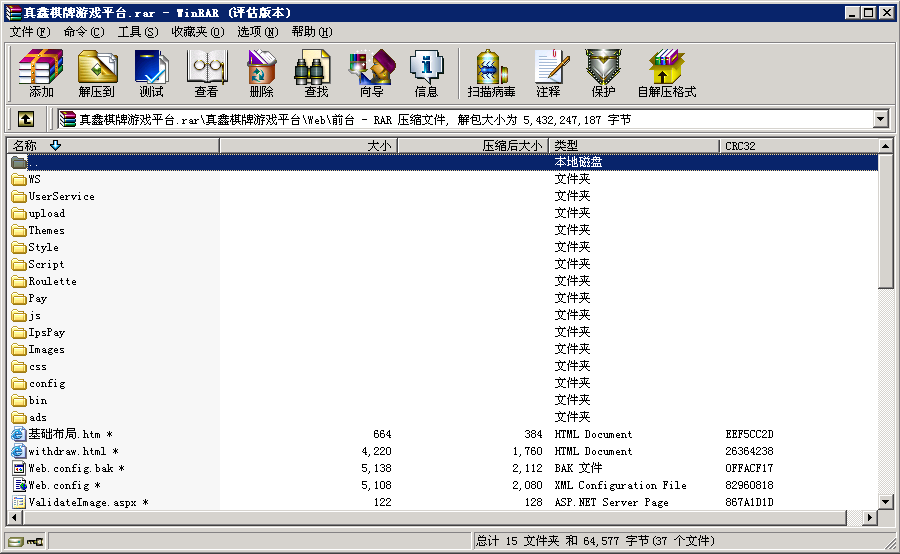 真鑫棋牌游戏平台.rar - WinRAR (评估版本)
文件(F) 命令(C) 工具(S) 收藏夹(O) 选项(N) 帮助(H)
添加 解压到 测试 查看 删除 查找 向导 信息 扫描病毒 注释 保护 自解压格式
真鑫棋牌游戏平台.rar\真鑫棋牌游戏平台\Web\前台 - RAR 压缩文件, 解包大小为 5,432,247,187 字节
名称 大小 压缩后大小 类型 CRC32
.. 本地磁盘
WS 文件夹
UserService 文件夹
upload 文件夹
Themes 文件夹
Style 文件夹
Script 文件夹
Roulette 文件夹
Pay 文件夹
js 文件夹
IpsPay 文件夹
Images 文件夹
css 文件夹
config 文件夹
bin 文件夹
ads 文件夹
基础布局.htm * 664 384 HTML Document EEF5CC2D
withdraw.html * 4,220 1,760 HTML Document 26364238
Web.config.bak * 5,138 2,112 BAK 文件 0FFACF17
Web.config * 5,108 2,080 XML Configuration File 82960818
ValidateImage.aspx * 122 128 ASP.NET Server Page 867A1D1D
总计 15 文件夹 和 64,577 字节(37 个文件)